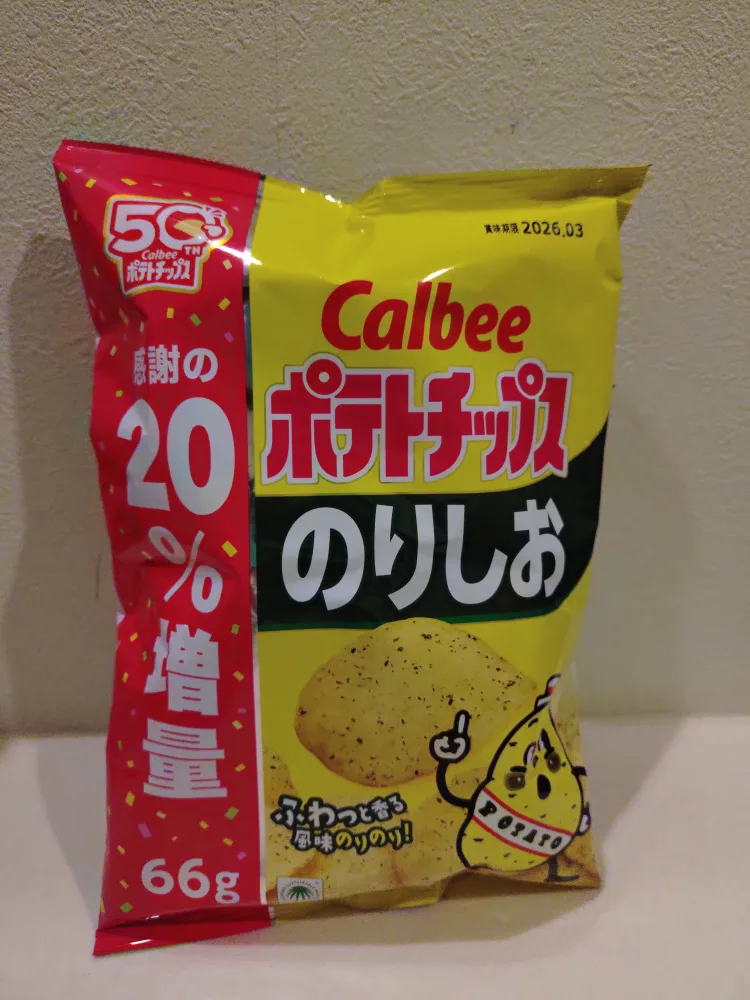 50TH
Calbee
ポテトチップス
感謝の
20
%
増
量
66g
賞味期限 2026.03
Calbee
ポテトチップス
のりしお
ふわっと香る
風味のりのり!
POTATO